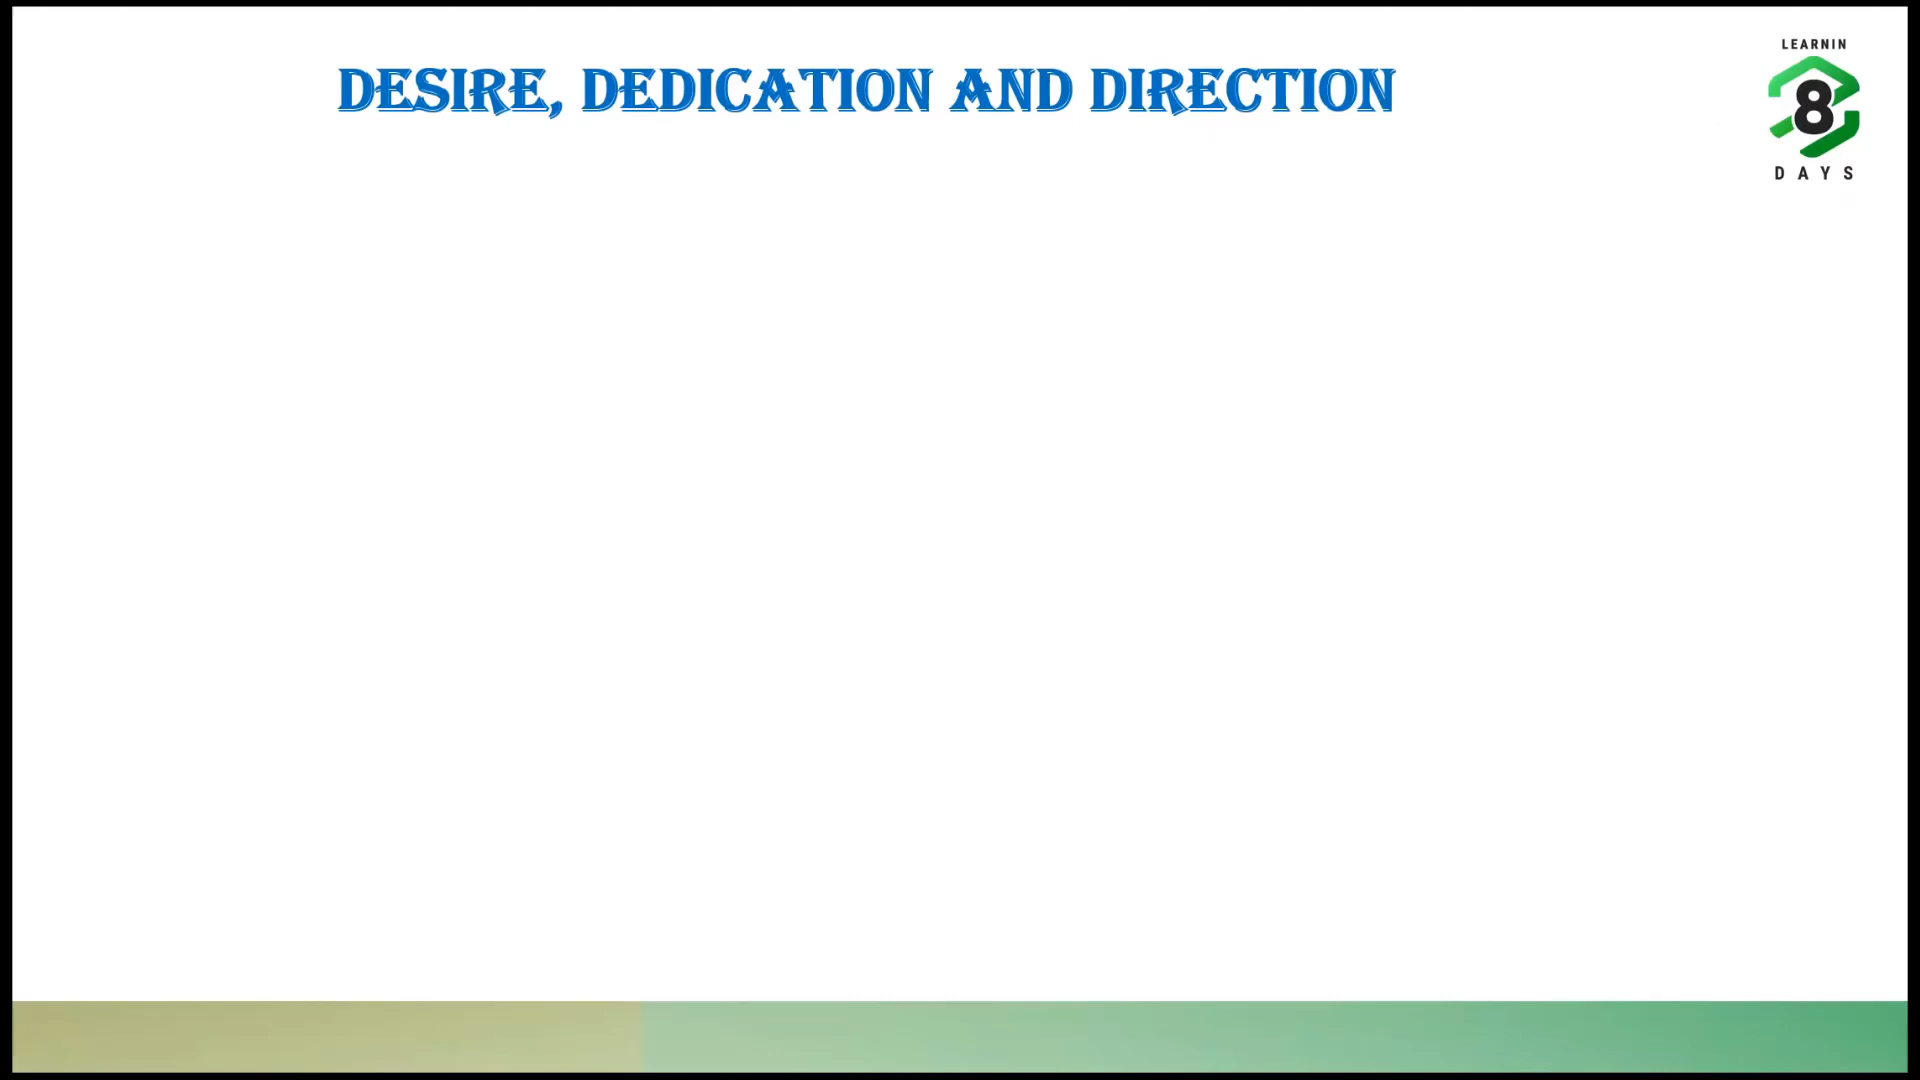 DESIRE, DEDICATION AND DIRECTION
LEARNIN
8
DAYS